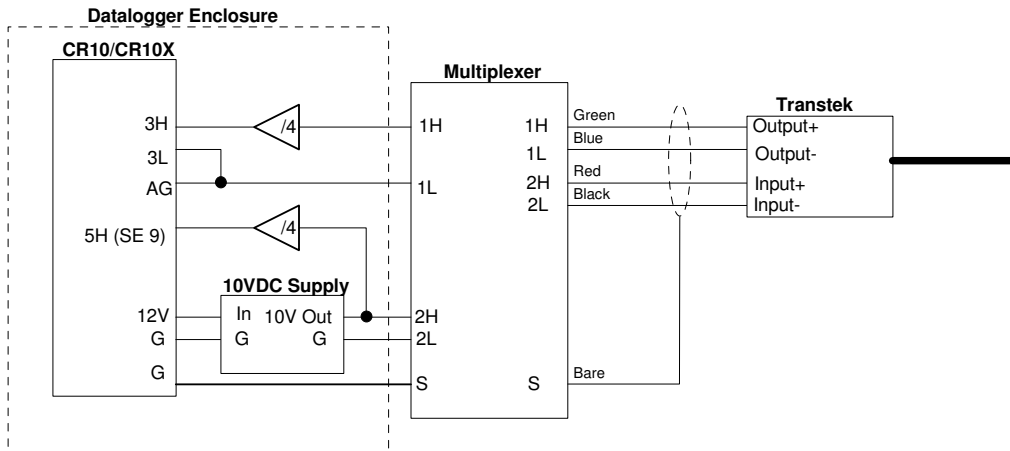 Datalogger Enclosure
CR10/CR10X
Multiplexer
Transtek
3H
/4
1H
1H
Green
Output+
3L
Blue
1L
Output-
AG
1L
Red
2H
Input+
Black
2L
Input-
5H (SE 9)
/4
10VDC Supply
12V
In
10V Out
2H
G
G
G
2L
G
S
S
Bare